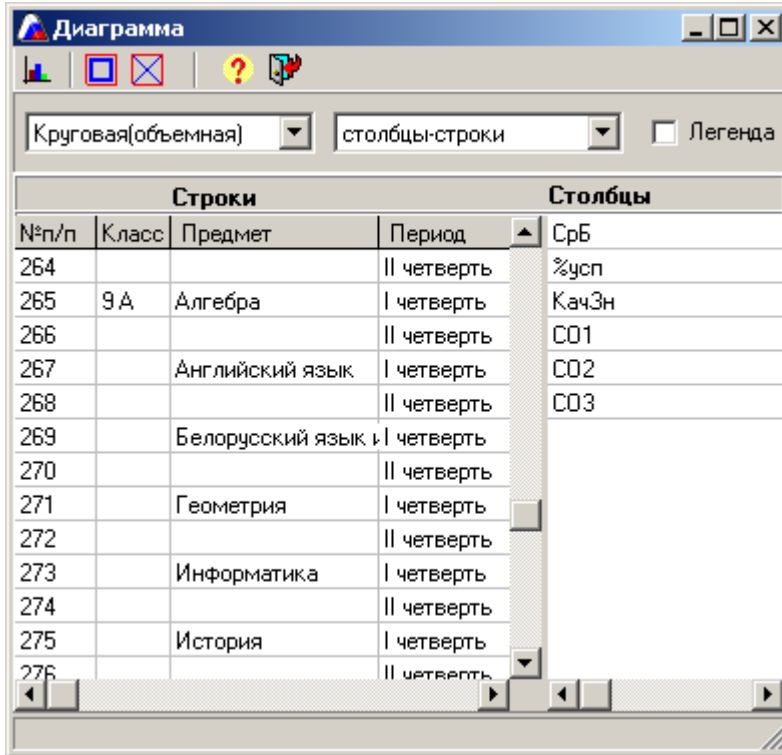 Диаграмма
Круговая(объемная) столбцы-строки Легенда
Строки Столбцы
№п/п Класс Предмет Период СрБ
264 II четверть %усп
265 9 А Алгебра I четверть КачЗн
266 II четверть СО1
267 Английский язык I четверть СО2
268 II четверть СО3
269 Белорусский язык и I четверть
270 II четверть
271 Геометрия I четверть
272 II четверть
273 Информатика I четверть
274 II четверть
275 История I четверть
276 II четверть